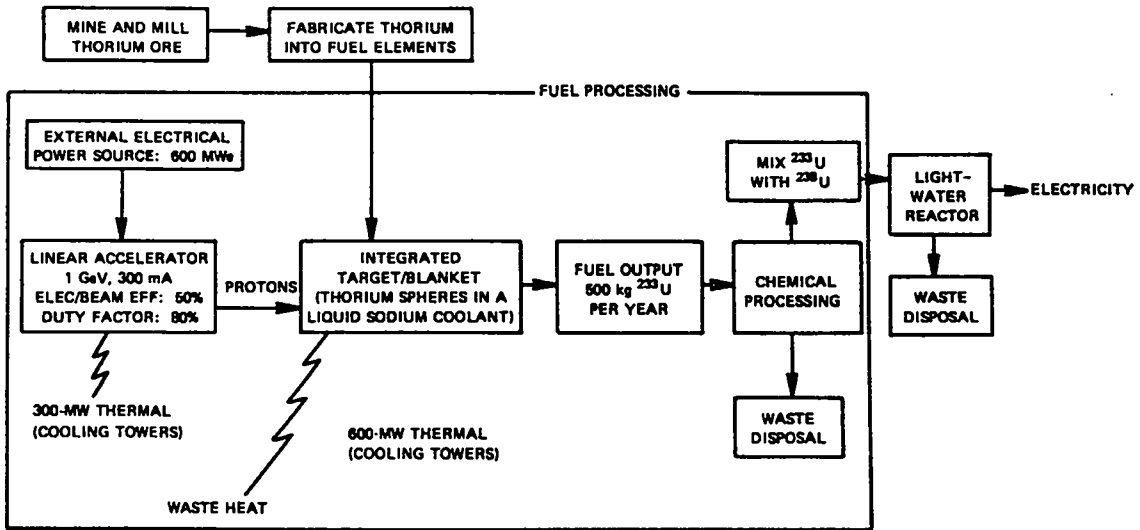 MINE AND MILL
THORIUM ORE
FABRICATE THORIUM
INTO FUEL ELEMENTS
FUEL PROCESSING
EXTERNAL ELECTRICAL
POWER SOURCE: 600 MWe
MIX ²³³U
WITH ²³⁸U
LIGHT-
WATER
REACTOR
ELECTRICITY
LINEAR ACCELERATOR
1 GeV, 300 mA
ELEC/BEAM EFF: 50%
DUTY FACTOR: 80%
PROTONS
INTEGRATED
TARGET/BLANKET
(THORIUM SPHERES IN A
LIQUID SODIUM COOLANT)
FUEL OUTPUT
500 kg ²³³U
PER YEAR
CHEMICAL
PROCESSING
WASTE
DISPOSAL
300-MW THERMAL
(COOLING TOWERS)
600-MW THERMAL
(COOLING TOWERS)
WASTE
DISPOSAL
WASTE HEAT